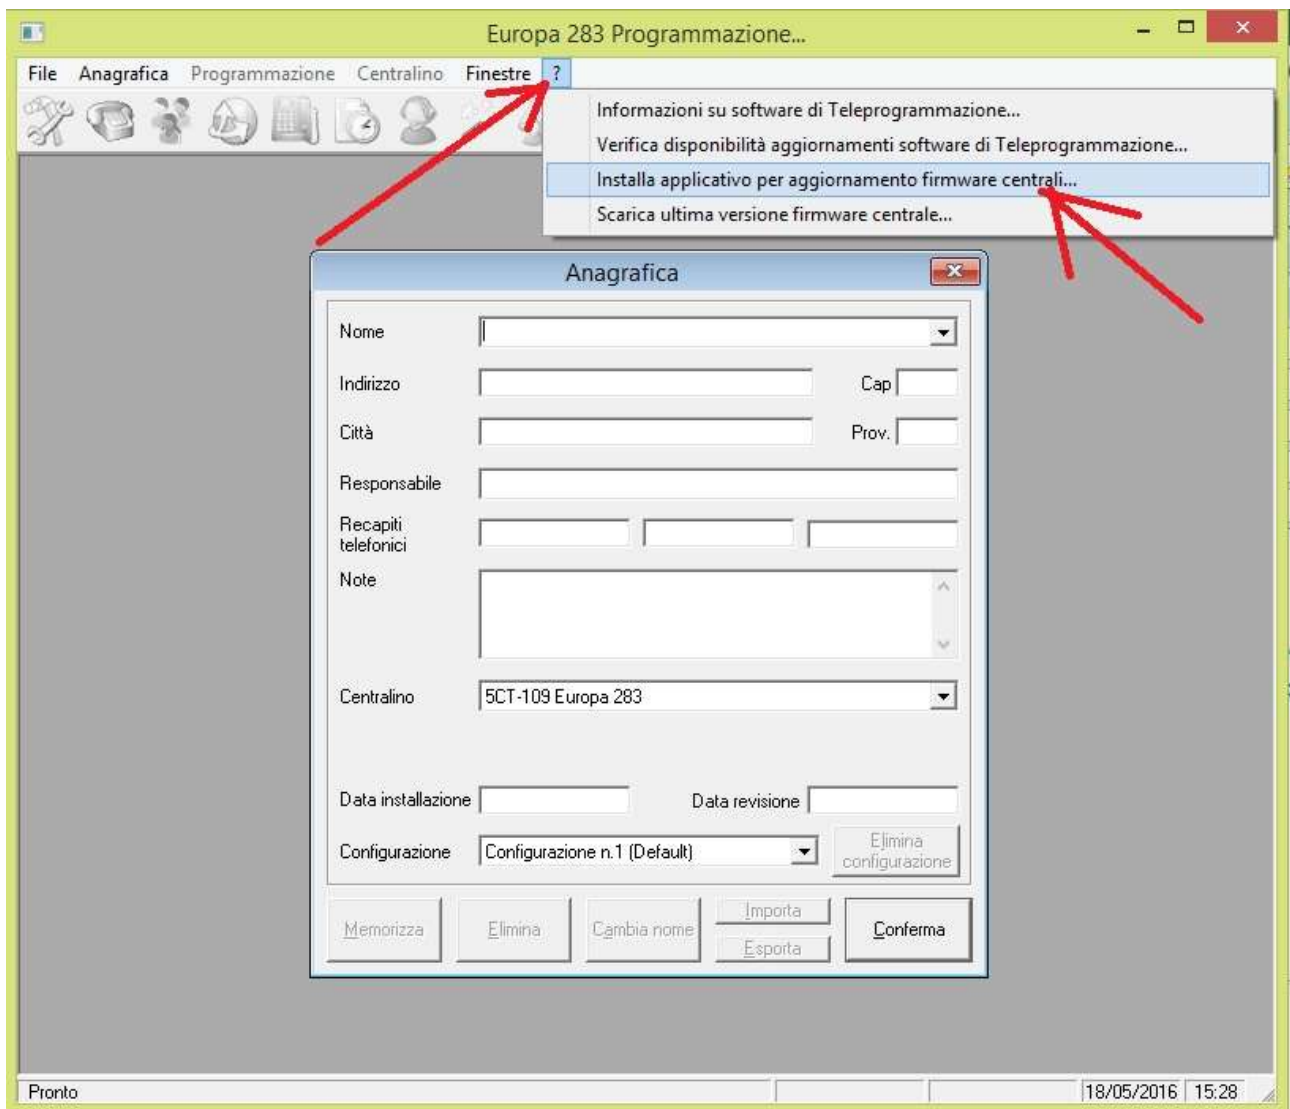 Europa 283 Programmazione...
File Anagrafica Programmazione Centralino Finestre ?
Informazioni su software di Teleprogrammazione...
Verifica disponibilità aggiornamenti software di Teleprogrammazione...
Installa applicativo per aggiornamento firmware centrali...
Scarica ultima versione firmware centrale...
Anagrafica
Nome
Indirizzo Cap
Città Prov.
Responsabile
Recapiti
telefonici
Note
Centralino 5CT-109 Europa 283
Data installazione Data revisione
Configurazione Configurazione n.1 (Default) Elimina
configurazione
Memorizza Elimina Cambia nome Importa Conferma
Esporta
Pronto 18/05/2016 15:28